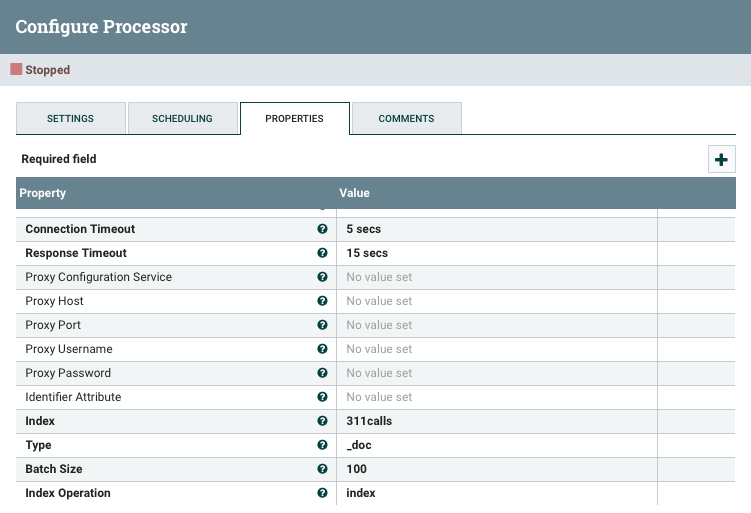 Configure Processor
Stopped
SETTINGS SCHEDULING PROPERTIES COMMENTS
Required field
Property Value
Connection Timeout 5 secs
Response Timeout 15 secs
Proxy Configuration Service No value set
Proxy Host No value set
Proxy Port No value set
Proxy Username No value set
Proxy Password No value set
Identifier Attribute No value set
Index 311calls
Type _doc
Batch Size 100
Index Operation index